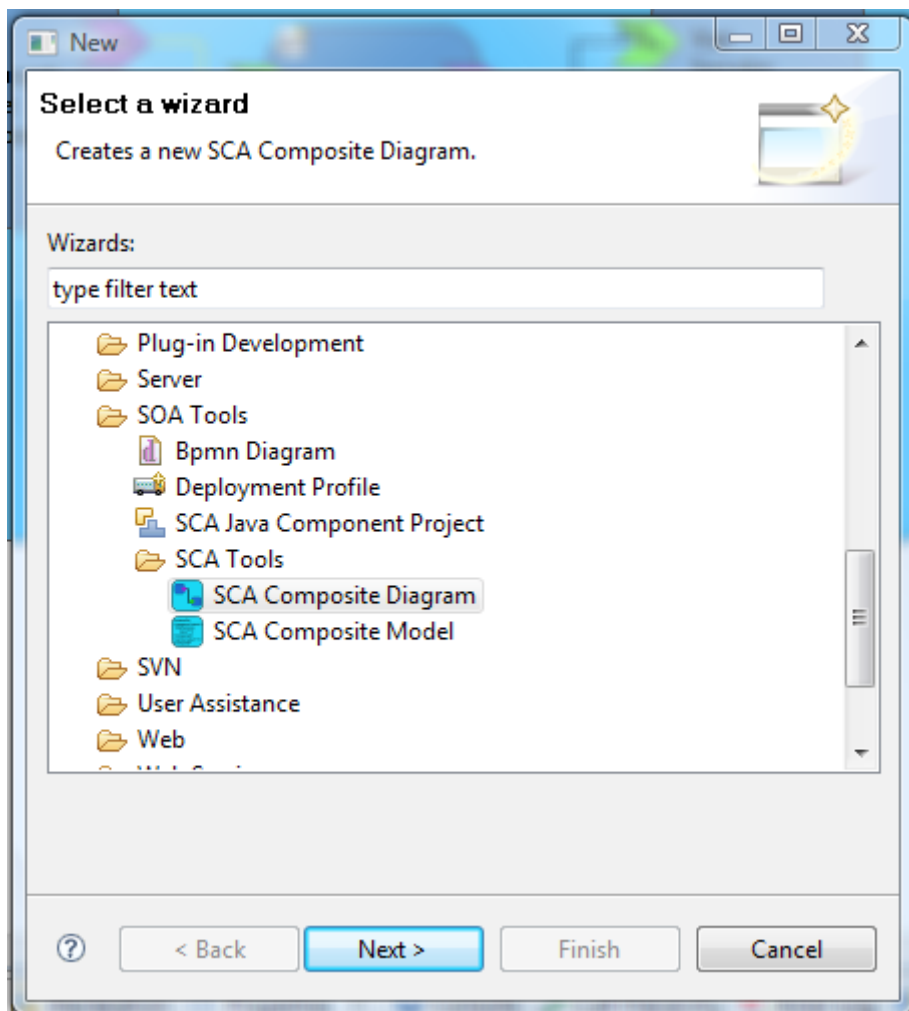 New
Select a wizard
Creates a new SCA Composite Diagram.
Wizards:
type filter text
Plug-in Development
Server
SOA Tools
Bpmn Diagram
Deployment Profile
SCA Java Component Project
SCA Tools
SCA Composite Diagram
SCA Composite Model
SVN
User Assistance
Web
< Back Next > Finish Cancel